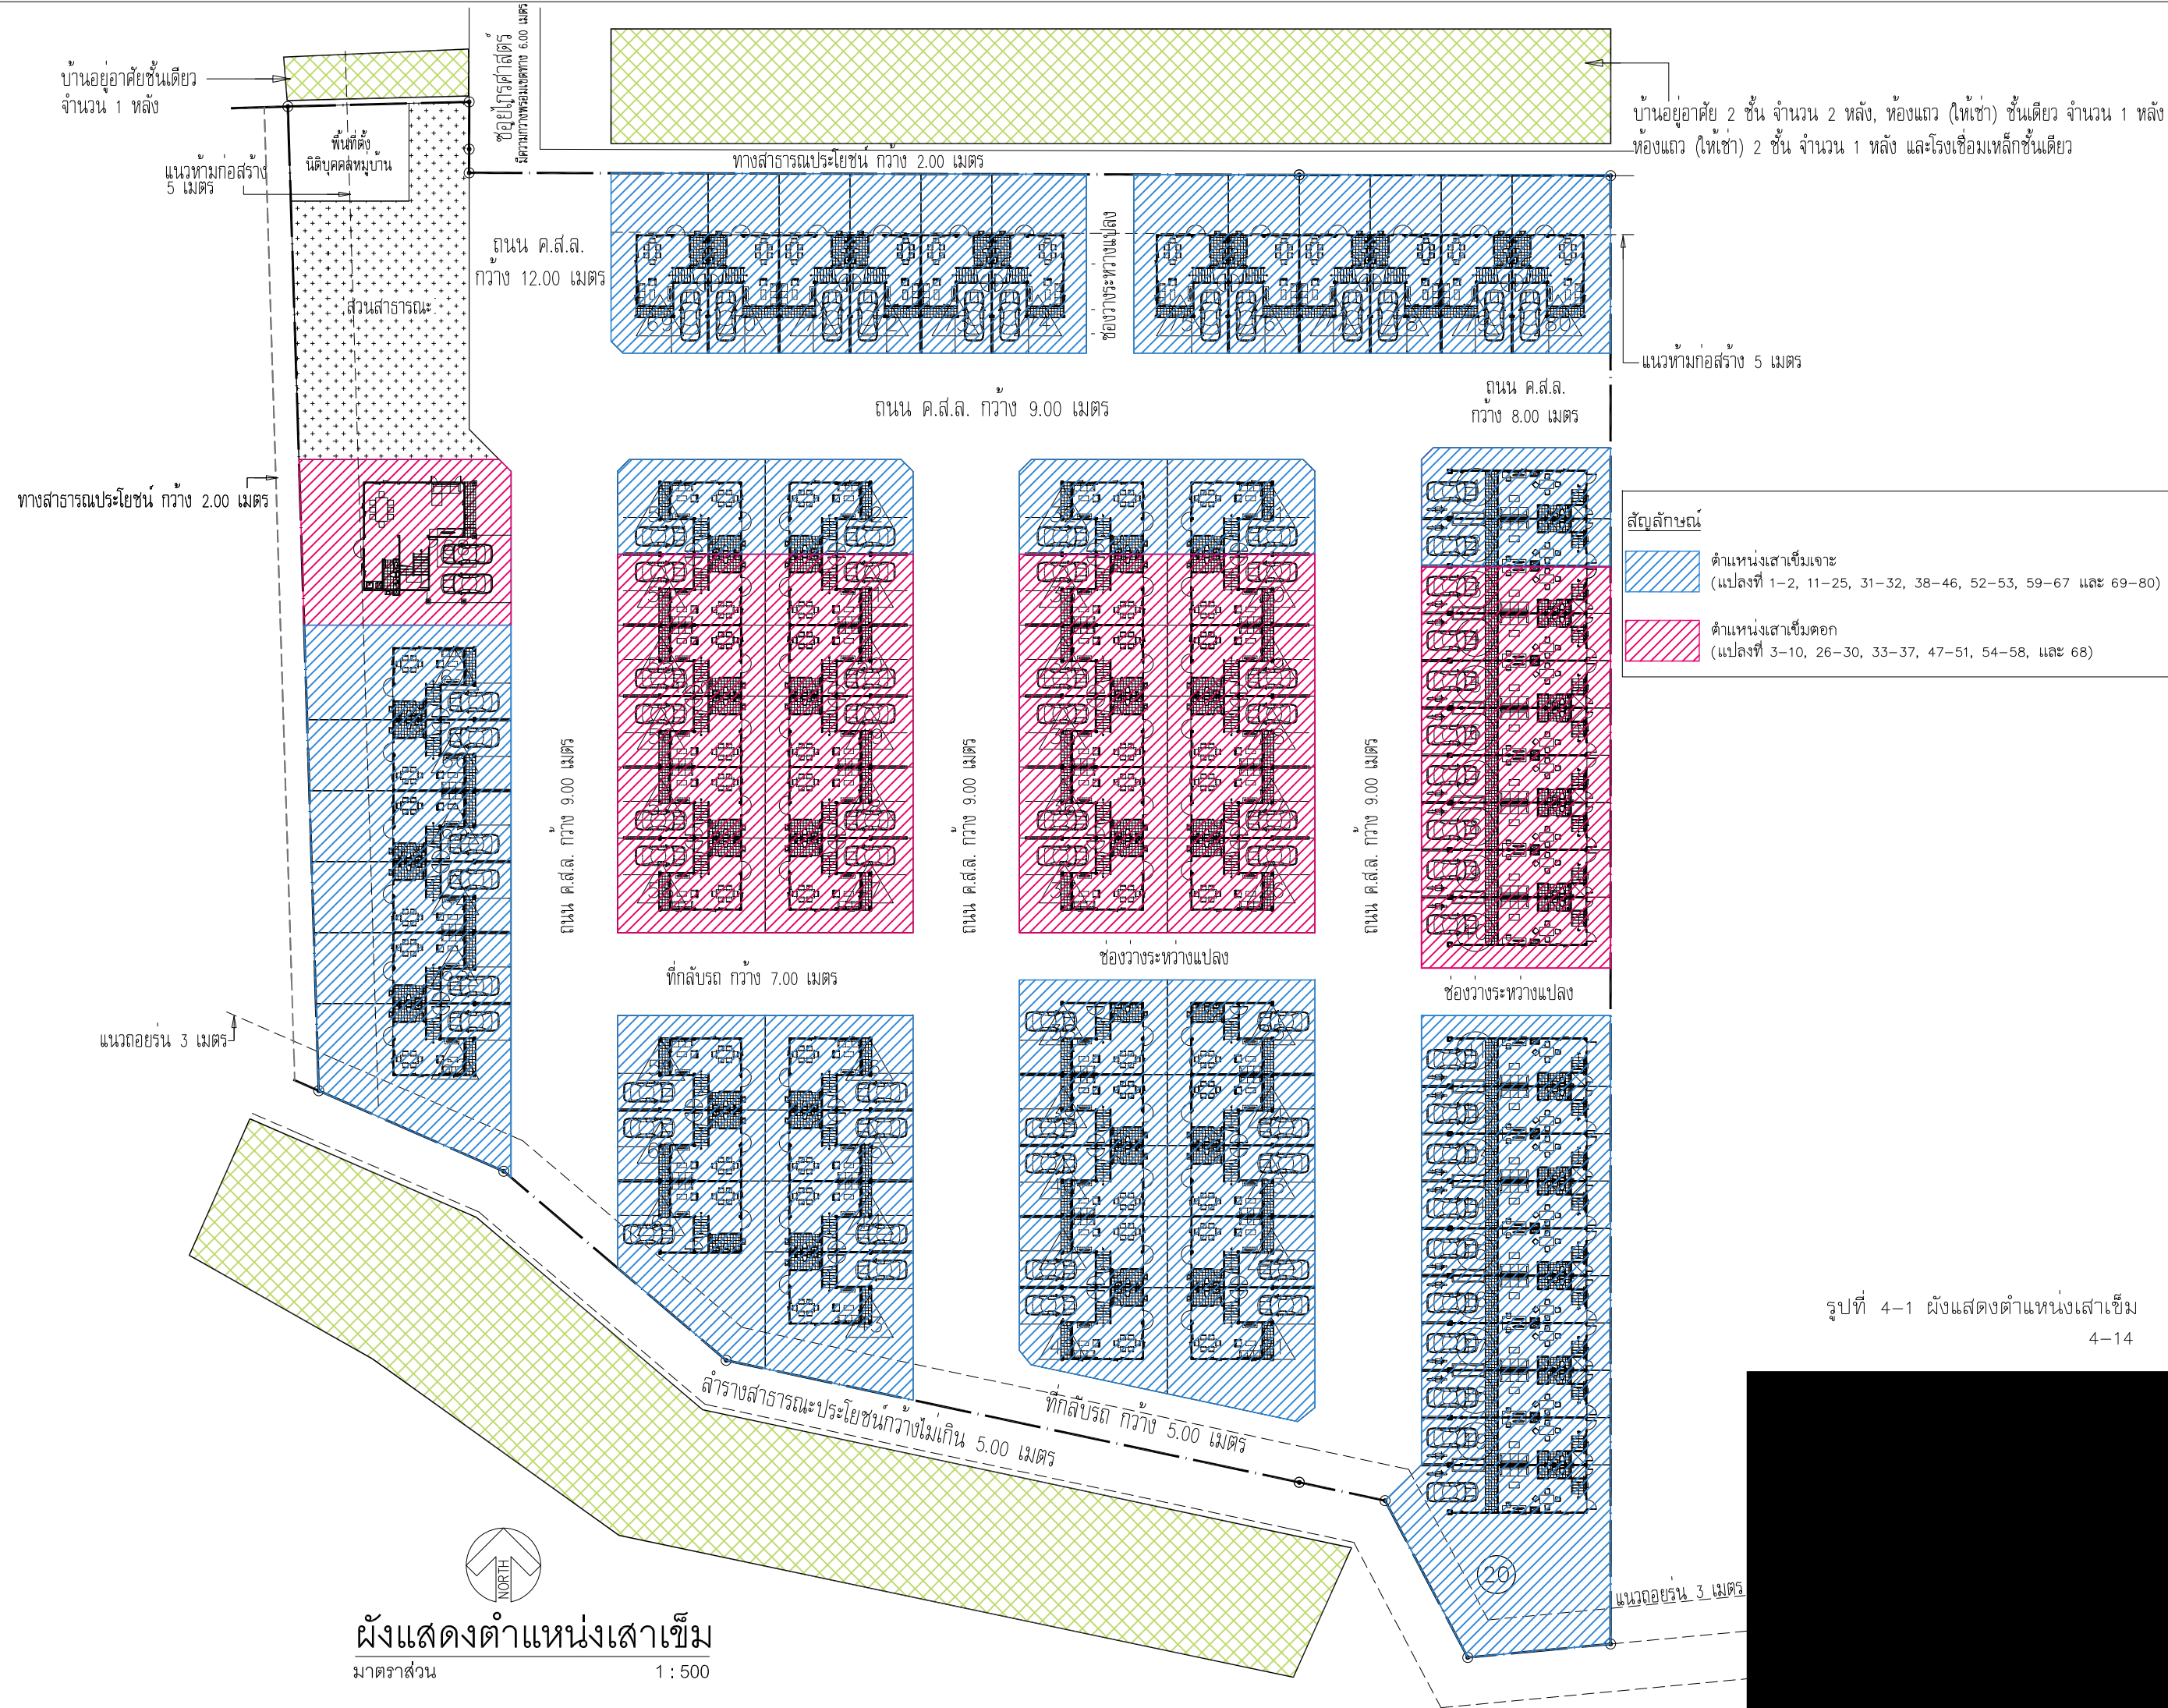 บ้านอยู่อาศัยชั้นเดียว
จำนวน 1 หลัง
ซอยไกรศาสตร์
มีความกว้างพร้อมเขตทาง 6.00 เมตร
บ้านอยู่อาศัย 2 ชั้น จำนวน 2 หลัง, ห้องแถว (ให้เช่า) ชั้นเดียว จำนวน 1 หลัง
ห้องแถว (ให้เช่า) 2 ชั้น จำนวน 1 หลัง และโรงเชื่อมเหล็กชั้นเดียว
พื้นที่ตั้ง
นิติบุคคลหมู่บ้าน
แนวห้ามก่อสร้าง
5 เมตร
ทางสาธารณประโยชน์ กว้าง 2.00 เมตร
ถนน ค.ส.ล.
กว้าง 12.00 เมตร
ช่องว่างระหว่างแปลง
สวนสาธารณะ
แนวห้ามก่อสร้าง 5 เมตร
ถนน ค.ส.ล. กว้าง 9.00 เมตร
ถนน ค.ส.ล.
กว้าง 8.00 เมตร
ทางสาธารณประโยชน์ กว้าง 2.00 เมตร
สัญลักษณ์
ตำแหน่งเสาเข็มเจาะ
(แปลงที่ 1-2, 11-25, 31-32, 38-46, 52-53, 59-67 และ 69-80)
ตำแหน่งเสาเข็มตอก
(แปลงที่ 3-10, 26-30, 33-37, 47-51, 54-58, และ 68)
ถนน ค.ส.ล. กว้าง 9.00 เมตร
ถนน ค.ส.ล. กว้าง 9.00 เมตร
ถนน ค.ส.ล. กว้าง 9.00 เมตร
ที่กลับรถ กว้าง 7.00 เมตร
ช่องว่างระหว่างแปลง
ช่องว่างระหว่างแปลง
แนวถอยร่น 3 เมตร
รูปที่ 4-1 ผังแสดงตำแหน่งเสาเข็ม
4-14
ลำรางสาธารณะประโยชน์กว้างไม่เกิน 5.00 เมตร
ที่กลับรถ กว้าง 5.00 เมตร
20
แนวถอยร่น 3 เมตร
NORTH
ผังแสดงตำแหน่งเสาเข็ม
มาตราส่วน 1 : 500